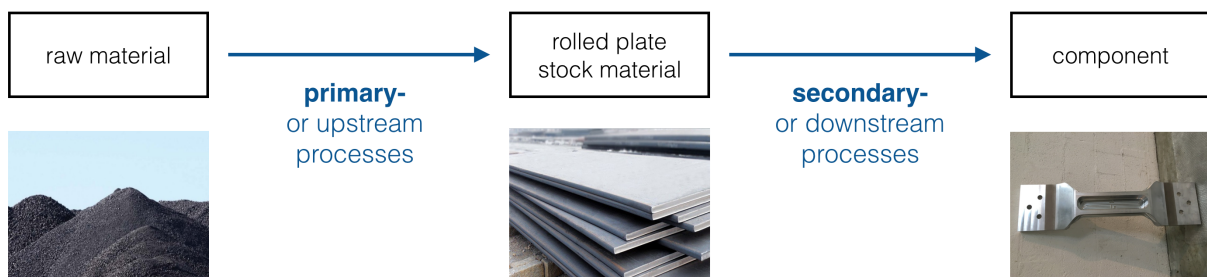 raw material
primary-
or upstream
processes
rolled plate
stock material
secondary-
or downstream
processes
component